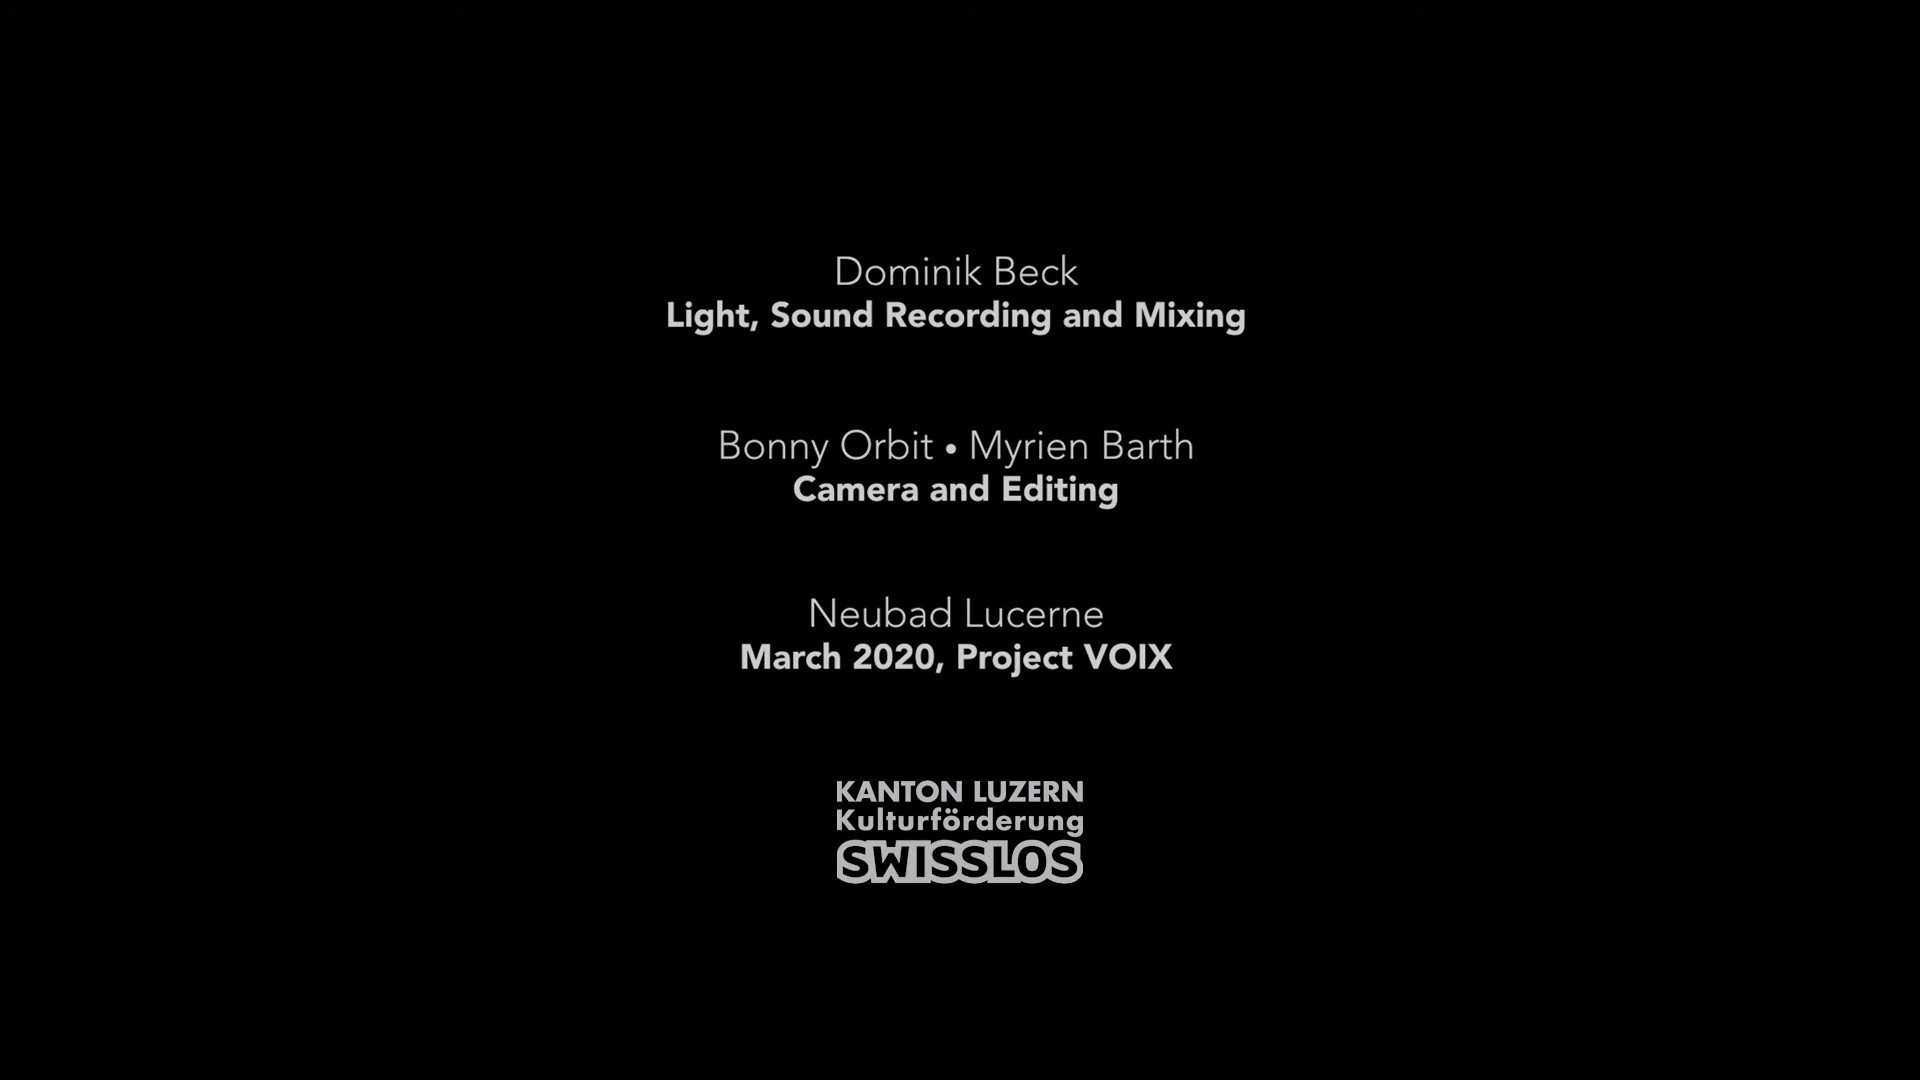 Dominik Beck
Light, Sound Recording and Mixing
Bonny Orbit • Myrien Barth
Camera and Editing
Neubad Lucerne
March 2020, Project VOIX
KANTON LUZERN
Kulturförderung
SWISSLOS